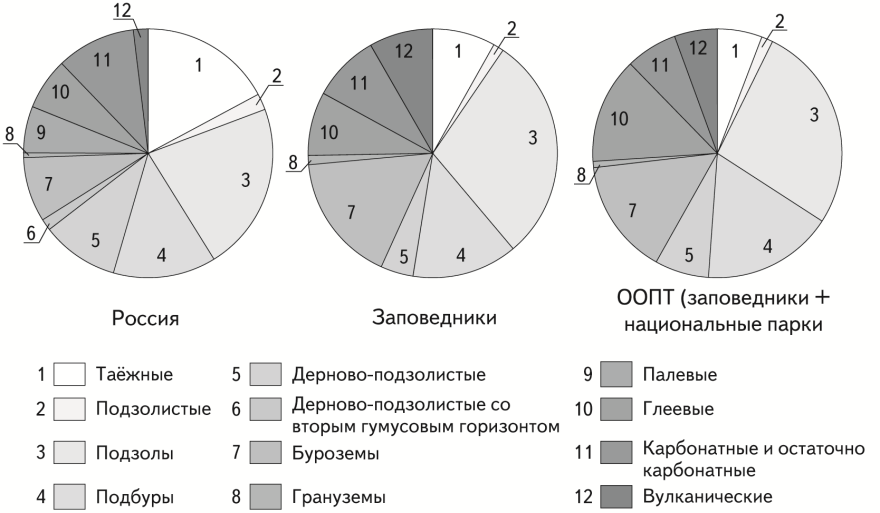 12
1
2
3
4
5
6
7
8
9
10
11
Россия
12
1
2
3
4
5
7
8
10
11
Заповедники
12
1
2
3
4
5
7
8
10
11
ООПТ (заповедники +
национальные парки
1 Таёжные
2 Подзолистые
3 Подзолы
4 Подбуры
5 Дерново-подзолистые
6 Дерново-подзолистые со
вторым гумусовым горизонтом
7 Буроземы
8 Грануземы
9 Палевые
10 Глеевые
11 Карбонатные и остаточно
карбонатные
12 Вулканические